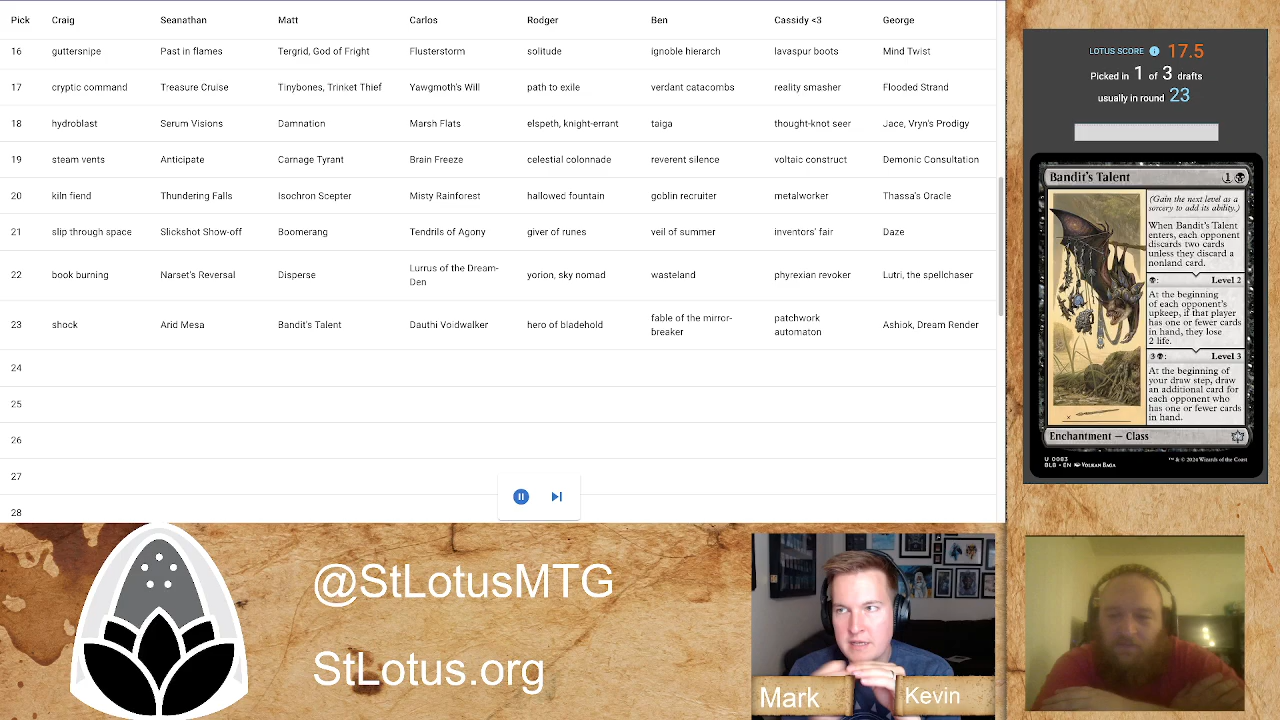 Pick Craig Seanathan Matt Carlos Rodger Ben Cassidy <3 George
16 guttersnipe Past in flames Tergrid, God of Fright Flusterstorm solitude ignoble hierarch lavaspur boots Mind Twist
17 cryptic command Treasure Cruise Tinybones, Trinket Thief Yawgmoth's Will path to exile verdant catacombs reality smasher Flooded Strand
18 hydroblast Serum Visions Damnation Marsh Flats elspeth, knight-errant taiga thought-knot seer Jace, Vryn's Prodigy
19 steam vents Anticipate Carnage Tyrant Brain Freeze celestial colonnade reverent silence voltaic construct Demonic Consultation
20 kiln fiend Thundering Falls Isochron Scepter Misty Rainforest hallowed fountain goblin recruiter metalworker Thassa's Oracle
21 slip through space Slickshot Show-off Boomerang Tendrils of Agony giver of runes veil of summer inventors' fair Daze
22 book burning Narset's Reversal Disperse Lurrus of the Dream-
Den yorion, sky nomad wasteland phyrexian revoker Lutri, the spellchaser
23 shock Arid Mesa Bandit's Talent Dauthi Voidwalker hero of bladehold fable of the mirror-
breaker patchwork
automaton Ashiok, Dream Render
24
25
26
27
28
LOTUS SCORE i 17.5
Picked in 1 of 3 drafts
usually in round 23
Bandit's Talent 1
(Gain the next level as a
sorcery to add its ability.)
When Bandit's Talent
enters, each opponent
discards two cards
unless they discard a
nonland card.
: Level 2
At the beginning
of each opponent's
upkeep, if that player
has one or fewer cards
in hand, they lose
2 life.
3 : Level 3
At the beginning of
your draw step, draw
an additional card for
each opponent who
has one or fewer cards
in hand.
Enchantment — Class
U 0083
BLB • EN Volkan Baga
™ & © 2024 Wizards of the Coast
@StLotusMTG
StLotus.org
Mark
Kevin